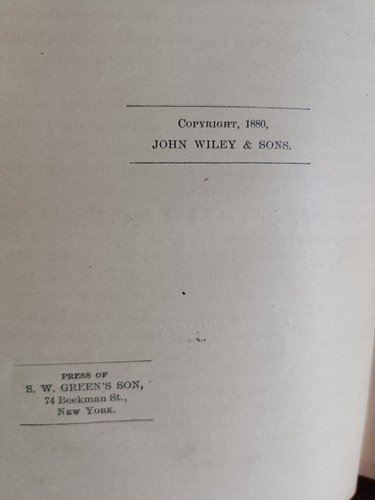 COPYRIGHT, 1880,
JOHN WILEY & SONS.
PRESS OF
S. W. GREEN'S SON,
74 Beekman St.,
NEW YORK.